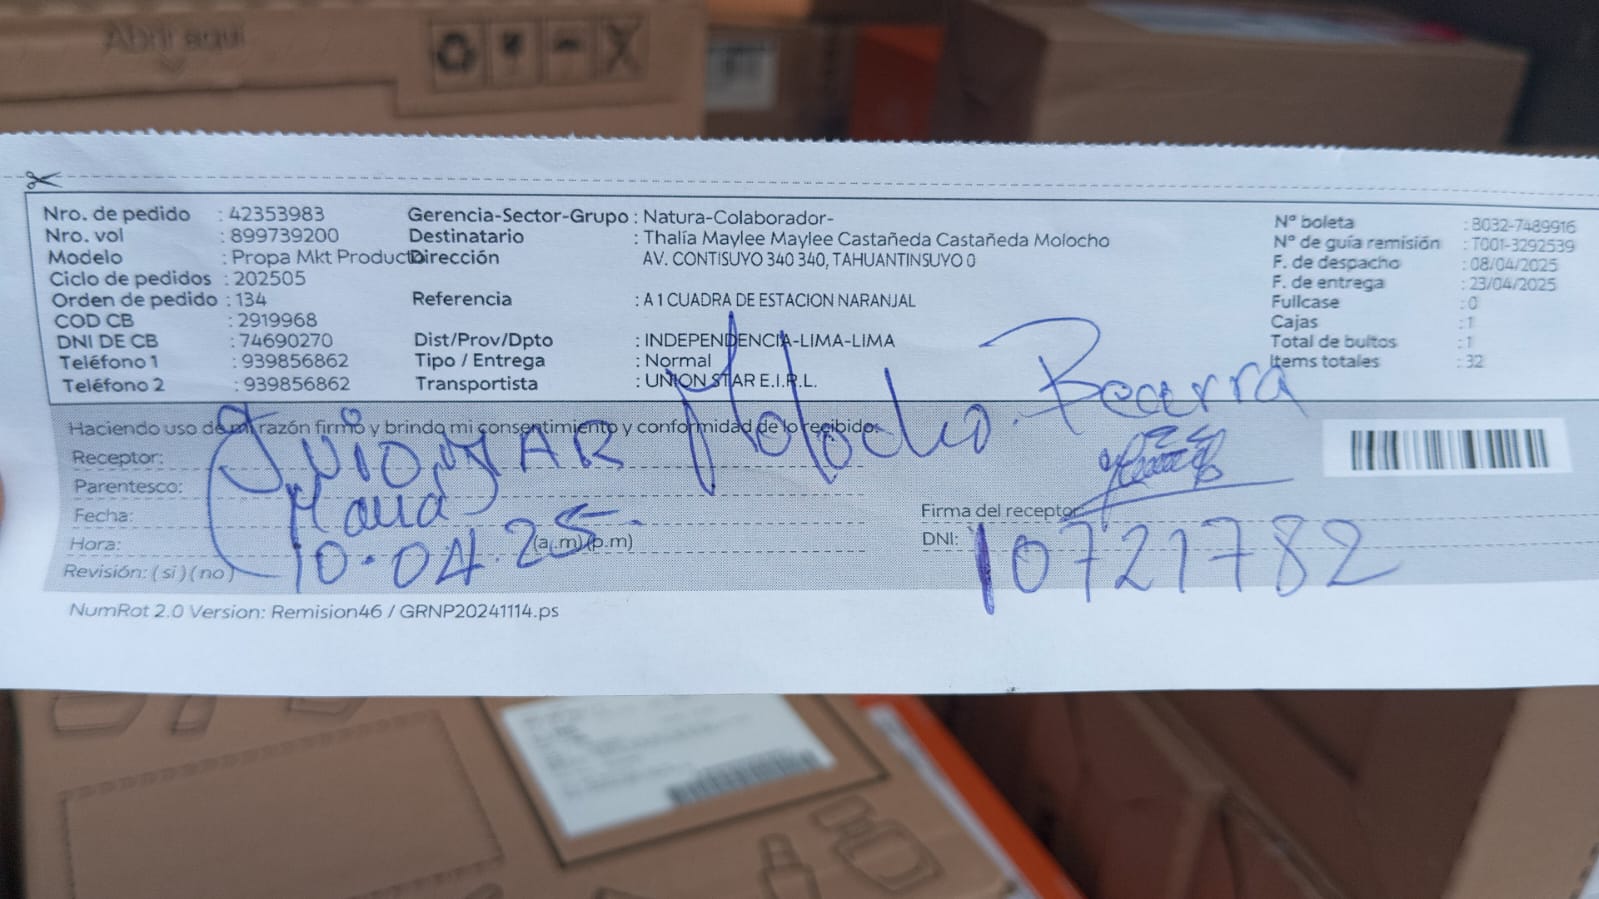 Abrir aquí
Nro. de pedido : 42353983
Nro. vol : 899739200
Modelo : Propa Mkt Producto
Ciclo de pedidos : 202505
Orden de pedido : 134
COD CB : 2919968
DNI DE CB : 74690270
Teléfono 1 : 939856862
Teléfono 2 : 939856862
Gerencia-Sector-Grupo : Natura-Colaborador-
Destinatario : Thalía Maylee Maylee Castañeda Castañeda Molocho
Dirección AV. CONTISUYO 340 340, TAHUANTINSUYO 0
Referencia : A 1 CUADRA DE ESTACION NARANJAL
Dist/Prov/Dpto : INDEPENDENCIA-LIMA-LIMA
Tipo / Entrega : Normal
Transportista : UNION STAR E.I.R.L.
N° boleta : B032-7489916
N° de guía remisión : T001-3292539
F. de despacho : 08/04/2025
F. de entrega : 23/04/2025
Fullcase : 0
Cajas : 1
Total de bultos : 1
Items totales : 32
Haciendo uso de mi razón firmo y brindo mi consentimiento y conformidad de lo recibido:
Receptor: Molocho Becerra
Parentesco: Mamá
Fecha: 10.04.25.
Hora: (a.m) (p.m)
Revisión: ( si ) ( no )
Firma del receptor
DNI: 10721782
NumRot 2.0 Version: Remision46 / GRNP20241114.ps